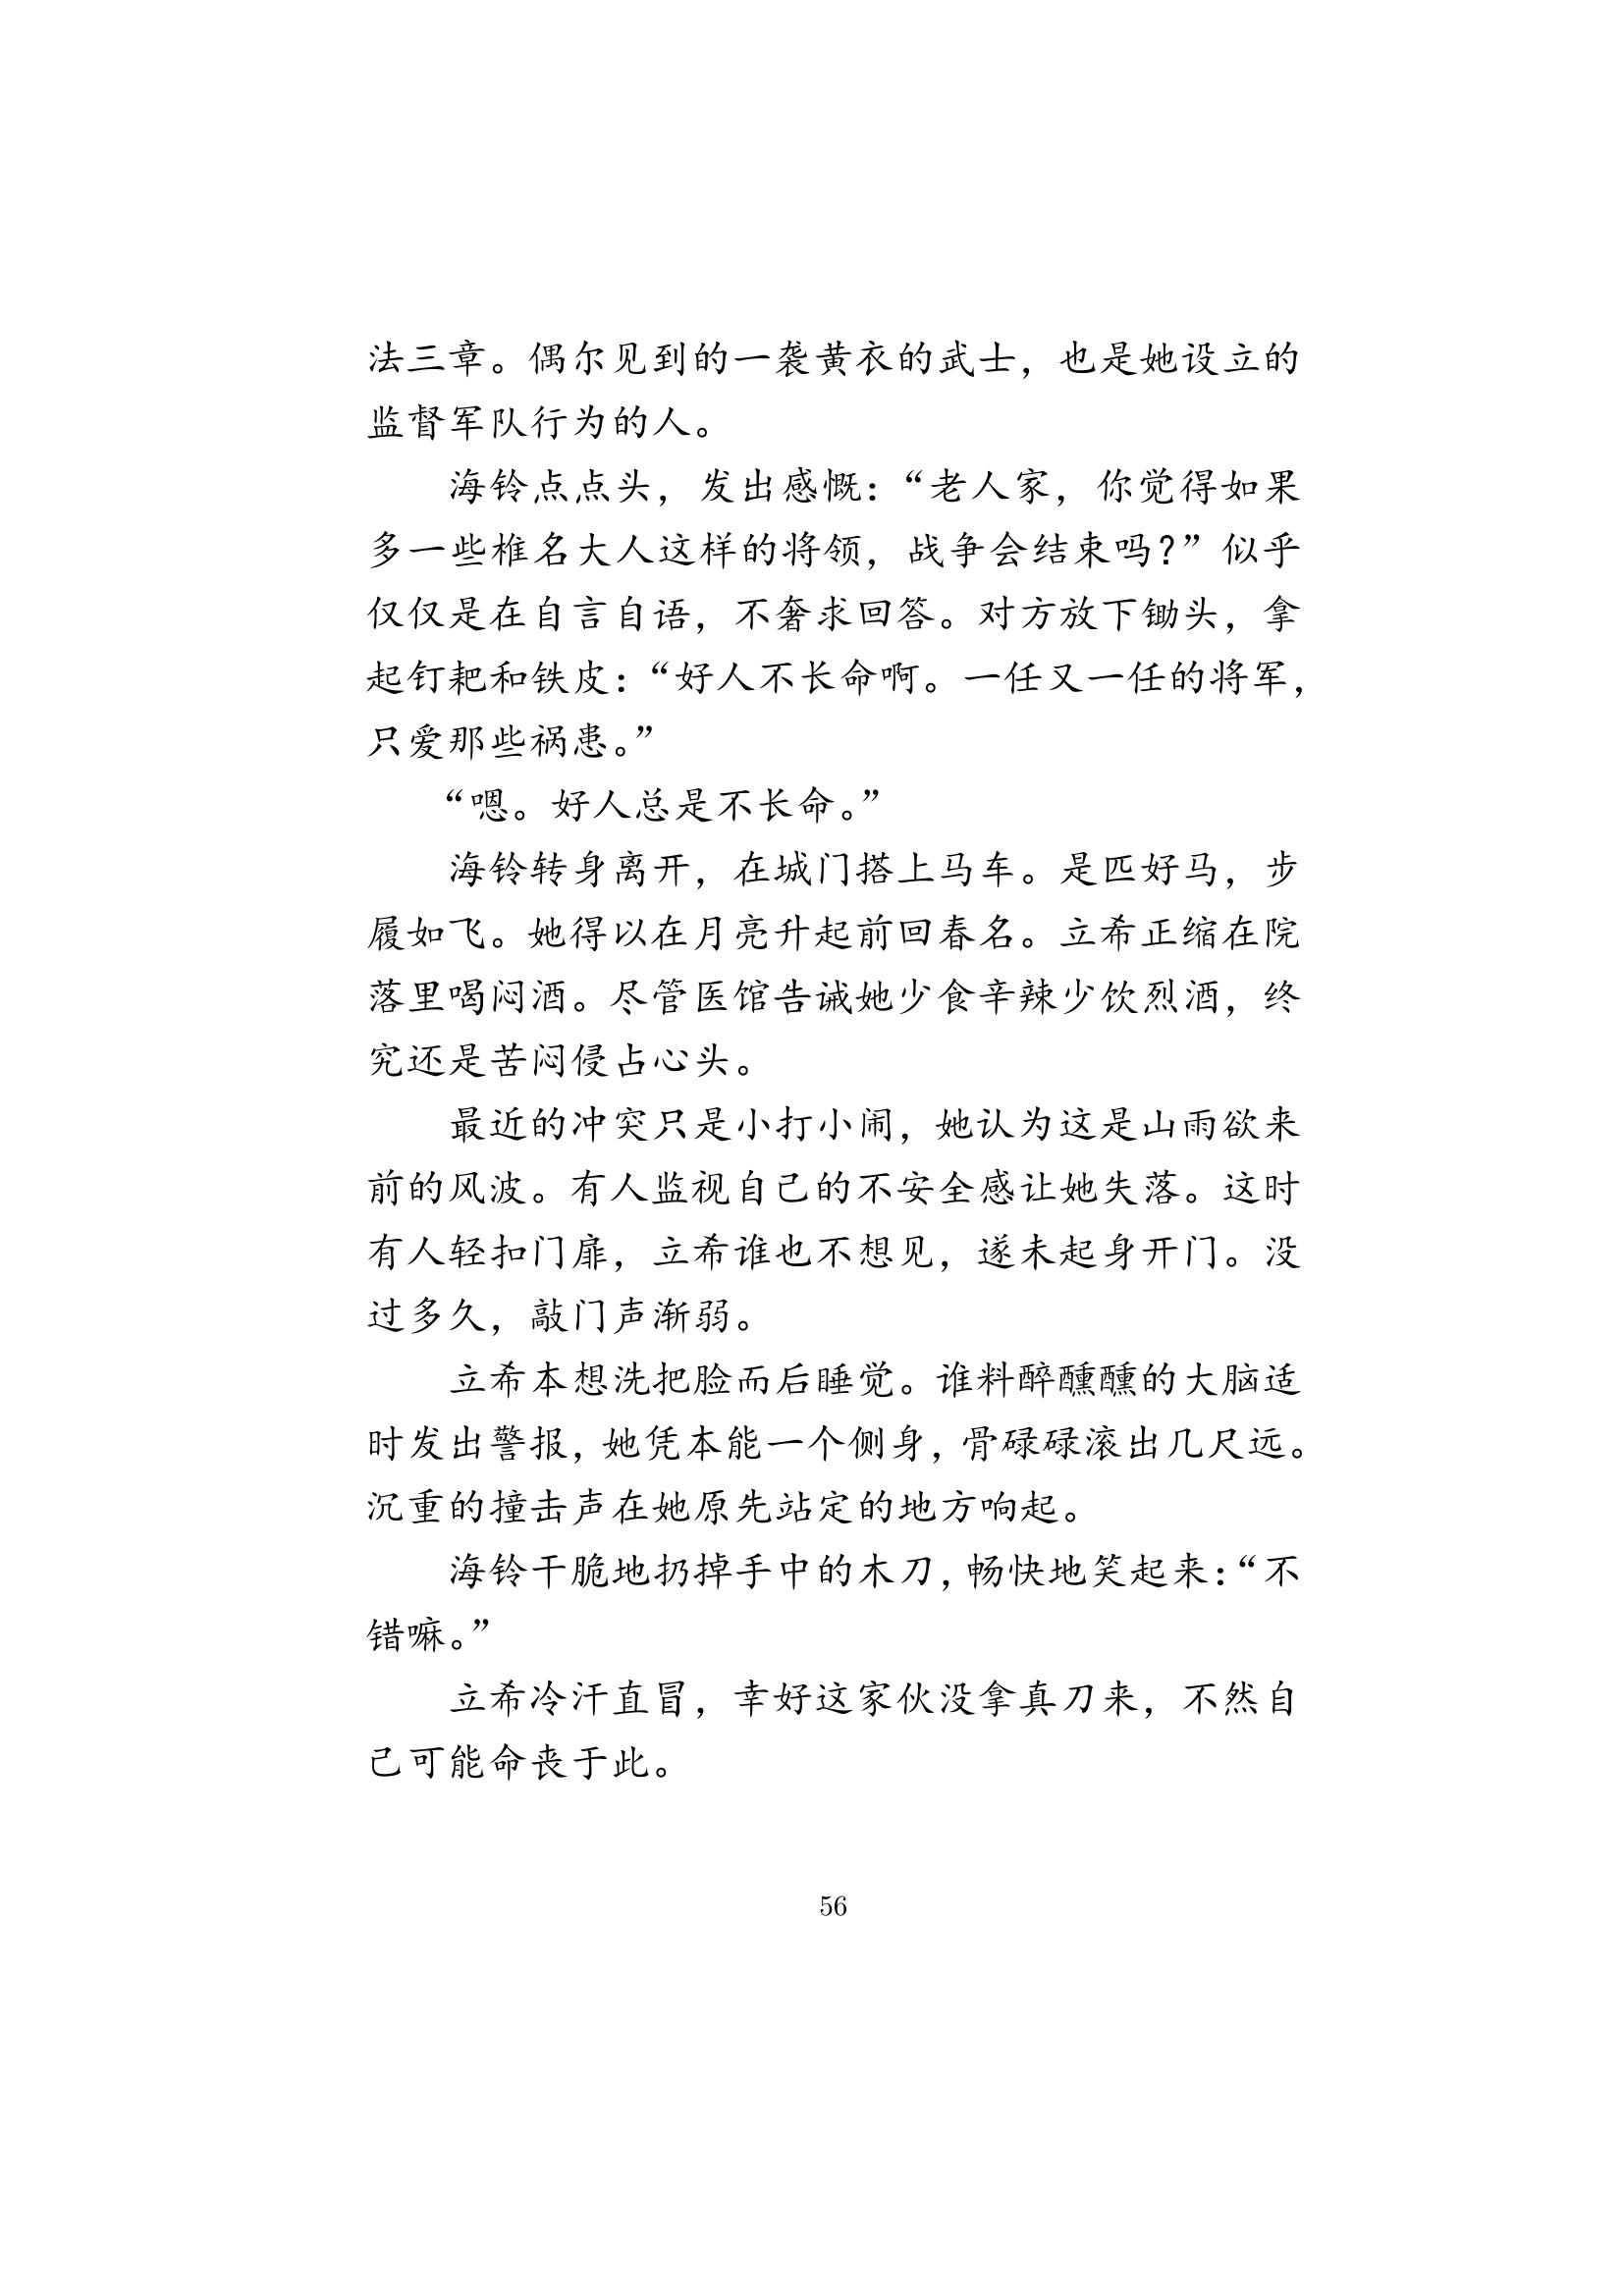 法三章。偶尔见到的一袭黄衣的武士，也是她设立的
监督军队行为的人。
海铃点点头，发出感慨：“老人家，你觉得如果
多一些椎名大人这样的将领，战争会结束吗？”似乎
仅仅是在自言自语，不奢求回答。对方放下锄头，拿
起钉耙和铁皮：“好人不长命啊。一任又一任的将军，
只爱那些祸患。”
“嗯。好人总是不长命。”
海铃转身离开，在城门搭上马车。是匹好马，步
履如飞。她得以在月亮升起前回春名。立希正缩在院
落里喝闷酒。尽管医馆告诫她少食辛辣少饮烈酒，终
究还是苦闷侵占心头。
最近的冲突只是小打小闹，她认为这是山雨欲来
前的风波。有人监视自己的不安全感让她失落。这时
有人轻扣门扉，立希谁也不想见，遂未起身开门。没
过多久，敲门声渐弱。
立希本想洗把脸而后睡觉。谁料醉醺醺的大脑适
时发出警报，她凭本能一个侧身，骨碌碌滚出几尺远。
沉重的撞击声在她原先站定的地方响起。
海铃干脆地扔掉手中的木刀，畅快地笑起来：“不
错嘛。”
立希冷汗直冒，幸好这家伙没拿真刀来，不然自
己可能命丧于此。
56